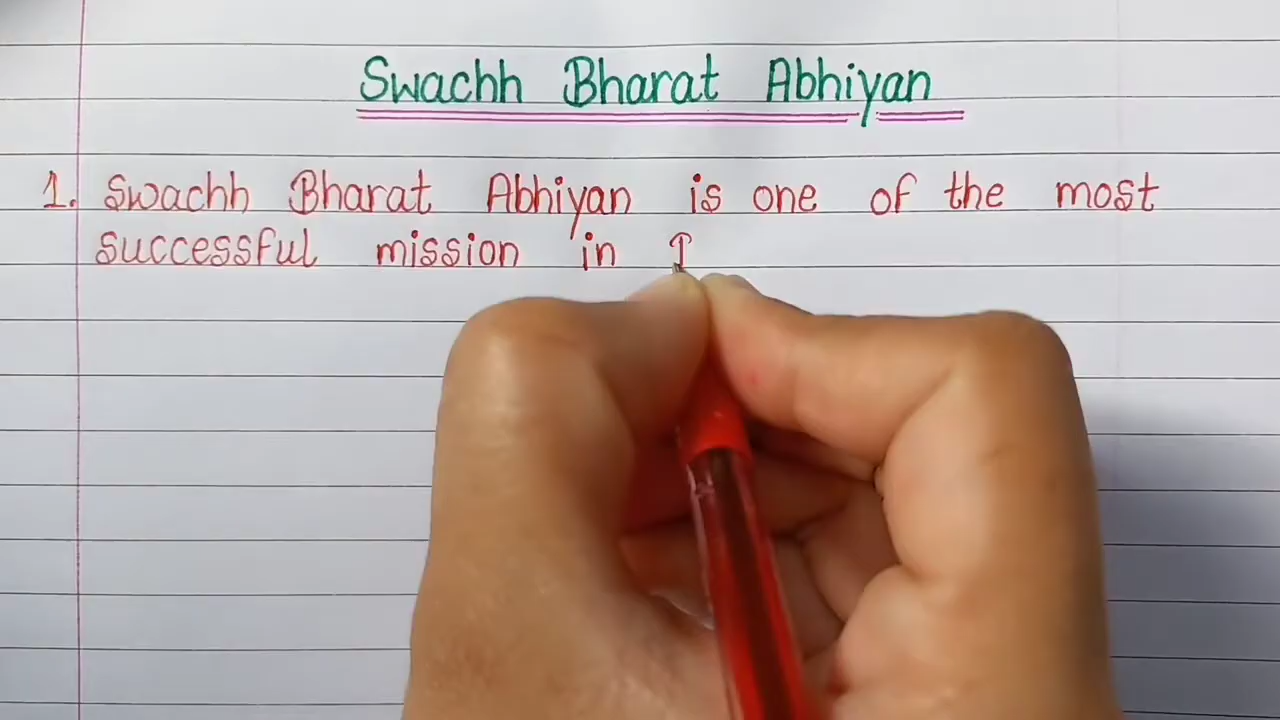 Swachh Bharat Abhiyan
1. Swachh Bharat Abhiyan is one of the most
successful mission in